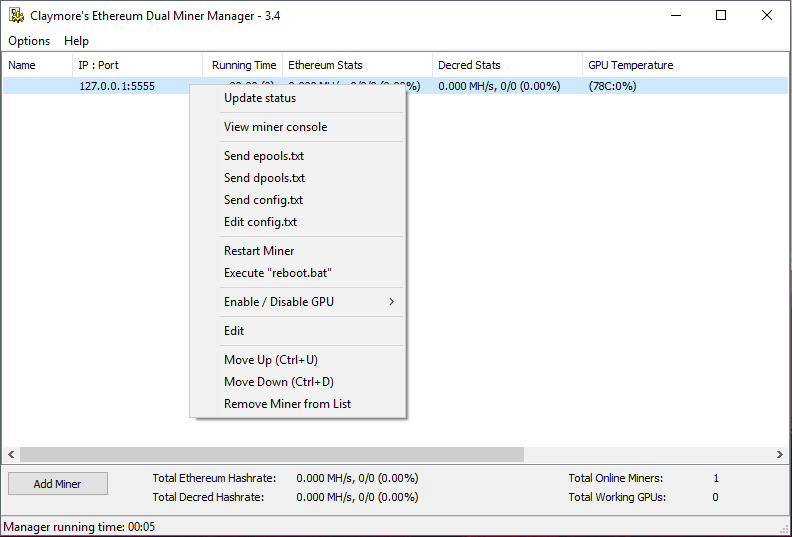 Claymore's Ethereum Dual Miner Manager - 3.4
Options Help
Name IP : Port Running Time Ethereum Stats Decred Stats GPU Temperature
127.0.0.1:5555 0.000 MH/s, 0/0 (0.00%) (78C:0%)
Update status
View miner console
Send epools.txt
Send dpools.txt
Send config.txt
Edit config.txt
Restart Miner
Execute "reboot.bat"
Enable / Disable GPU
Edit
Move Up (Ctrl+U)
Move Down (Ctrl+D)
Remove Miner from List
Add Miner
Total Ethereum Hashrate: 0.000 MH/s, 0/0 (0.00%) Total Online Miners: 1
Total Decred Hashrate: 0.000 MH/s, 0/0 (0.00%) Total Working GPUs: 0
Manager running time: 00:05